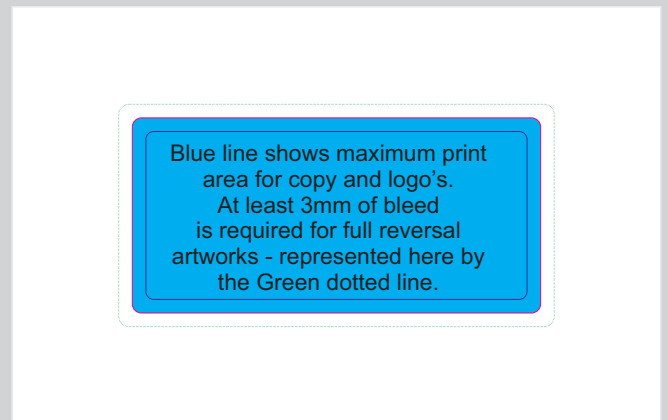 Blue line shows maximum print
area for copy and logo’s.
At least 3mm of bleed
is required for full reversal
artworks - represented here by
the Green dotted line.